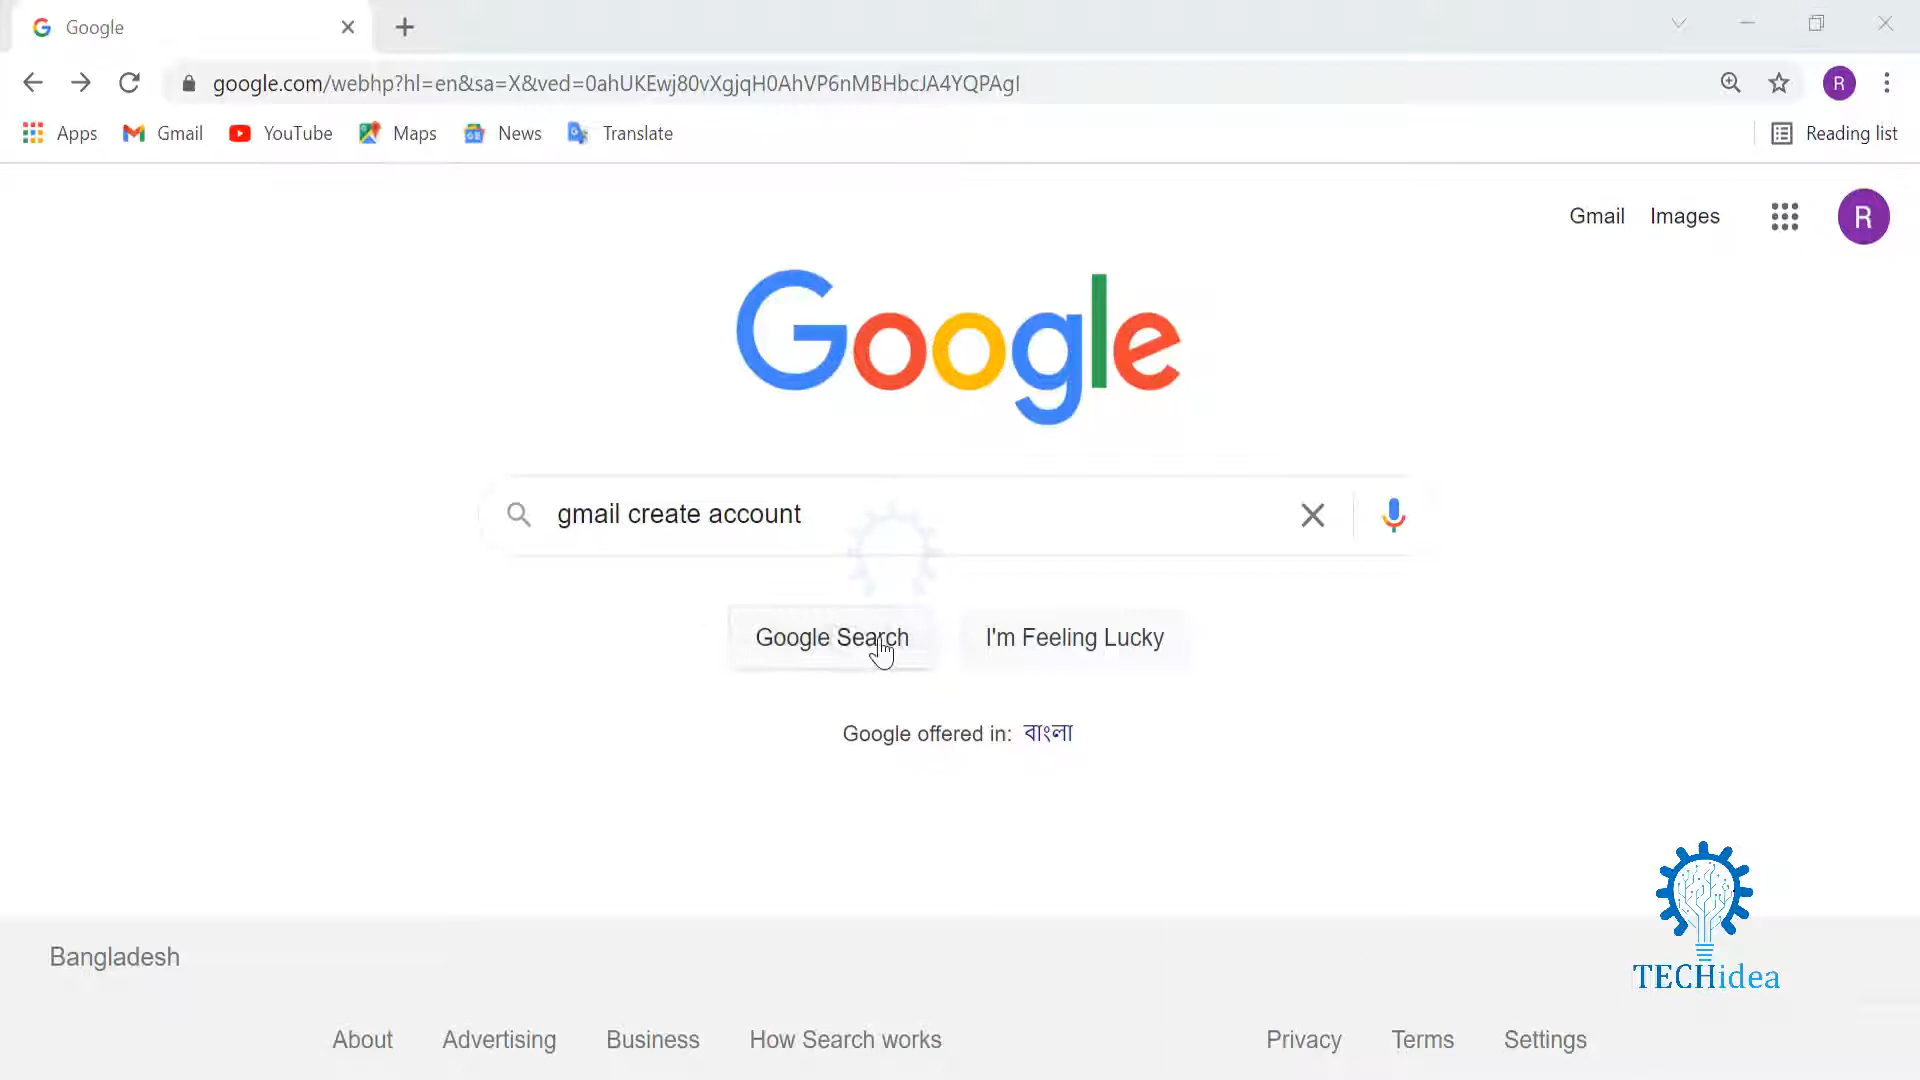 Google
google.com/webhp?hl=en&sa=X&ved=0ahUKEwj80vXgjqH0AhVP6nMBHbcJA4YQPAgI
R
Apps Gmail YouTube Maps News Translate Reading list
Gmail Images R
Google
gmail create account
Google Search I'm Feeling Lucky
Google offered in: বাংলা
TECHidea
Bangladesh
About Advertising Business How Search works Privacy Terms Settings